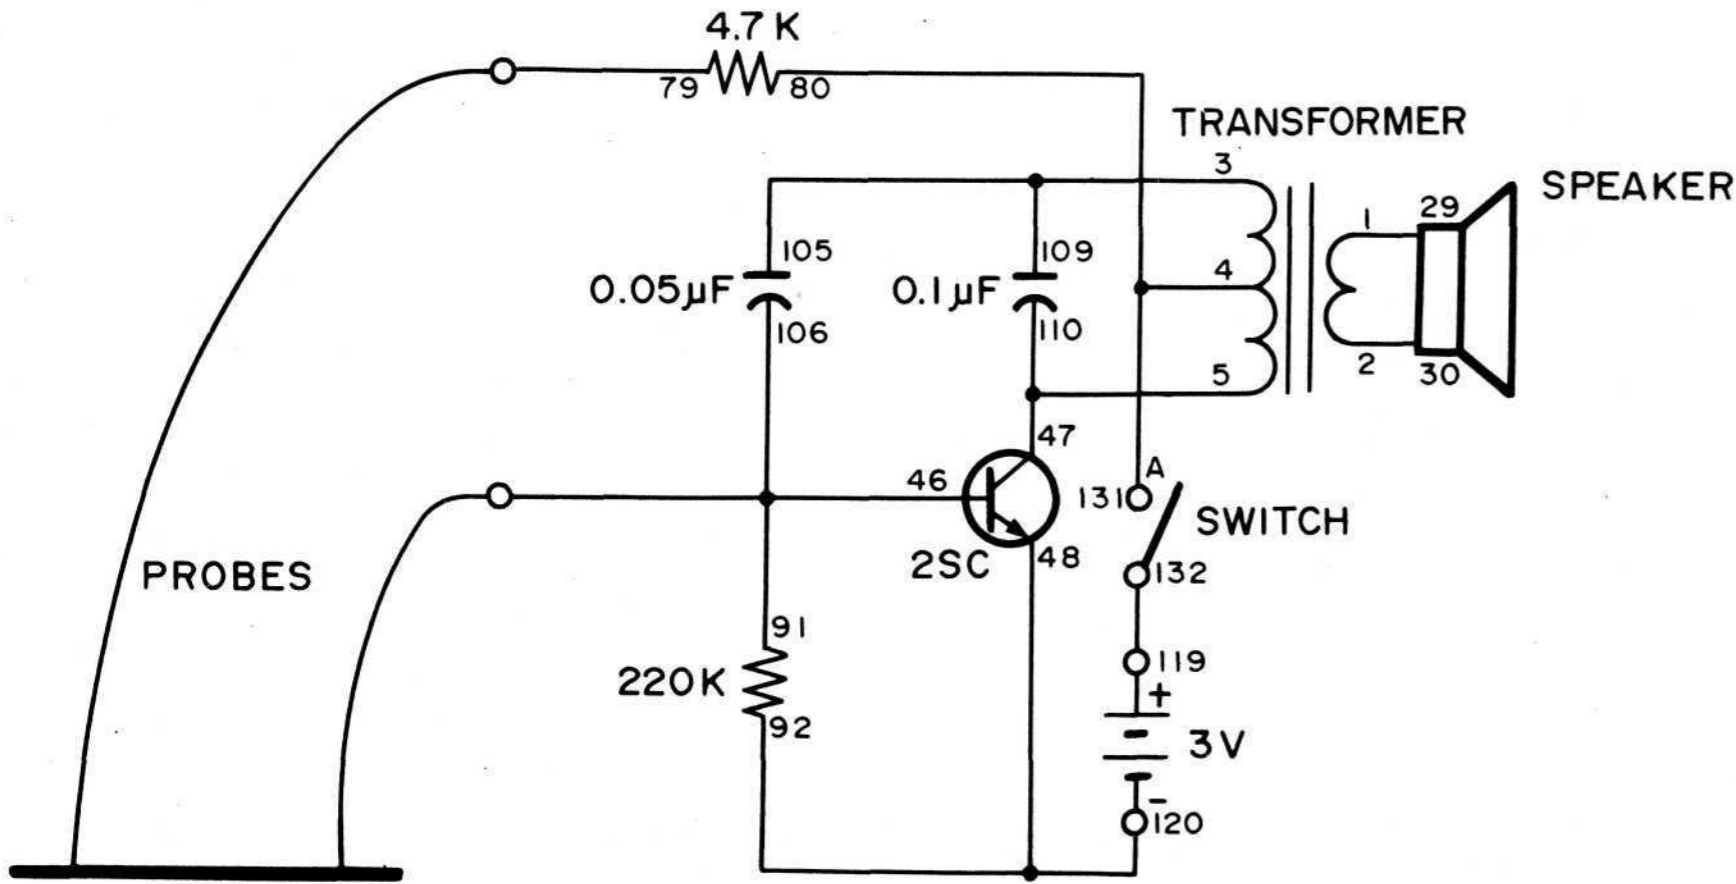 4.7 K
79
80
TRANSFORMER
3
SPEAKER
1
29
105
109
0.05µF
0.1µF
4
106
110
5
2
30
47
A
46
131
SWITCH
2SC
48
132
PROBES
91
119
220K
+
92
3V
-
120